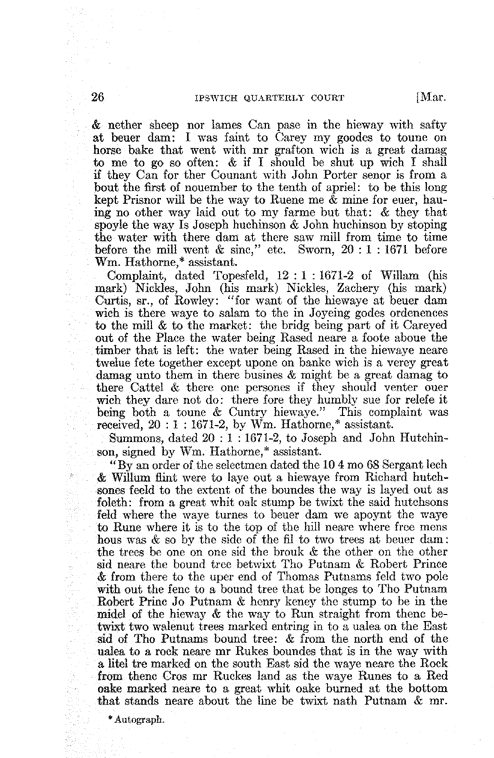 26 IPSWICH QUARTERLY COURT [Mar.
& nether sheep nor lames Can pase in the hieway with safty
at beuer dam: I was faint to Carey my goodes to toune on
horse bake that went with mr grafton wich is a great damag
to me to go so often: & if I should be shut up wich I shall
if they Can for ther Counant with John Porter senor is from a
bout the first of nouember to the tenth of apriel: to be this long
kept Prisnor will be the way to Ruene me & mine for euer, hau-
ing no other way laid out to my farme but that: & they that
spoyle the way Is Joseph huchinson & John huchinson by stoping
the water with there dam at there saw mill from time to time
before the mill went & sinc," etc. Sworn, 20 : 1 : 1671 before
Wm. Hathorne,* assistant.
Complaint, dated Topesfeld, 12 : 1 : 1671-2 of Willam (his
mark) Nickles, John (his mark) Nickles, Zachery (his mark)
Curtis, sr., of Rowley: "for want of the hiewaye at beuer dam
wich is there waye to salam to the in Joyeing godes ordenences
to the mill & to the market: the bridg being part of it Careyed
out of the Place the water being Rased neare a foote aboue the
timber that is left: the water being Rased in the hiewaye neare
twelue fete together except upone on banke wich is a verey great
damag unto them in there busines & might be a great damag to
there Cattel & there one persones if they should venter ouer
wich they dare not do: there fore they humbly sue for relefe it
being both a toune & Cuntry hiewaye." This complaint was
received, 20 : 1 : 1671-2, by Wm. Hathorne,* assistant.
Summons, dated 20 : 1 : 1671-2, to Joseph and John Hutchin-
son, signed by Wm. Hathorne,* assistant.
"By an order of the selectmen dated the 10 4 mo 68 Sergant lech
& Willum flint were to laye out a hiewaye from Richard hutch-
sones feeld to the extent of the boundes the way is layed out as
foleth: from a great whit oak stump be twixt the said hutchsons
feld where the waye turnes to beuer dam we apoynt the waye
to Rune where it is to the top of the hill neare where free mens
hous was & so by the side of the fil to two trees at beuer dam:
the trees be one on one sid the brouk & the other on the other
sid neare the bound tree betwixt Tho Putnam & Robert Prince
& from there to the uper end of Thomas Putnams feld two pole
with out the fenc to a bound tree that be longes to Tho Putnam
Robert Princ Jo Putnam & henry keney the stump to be in the
midel of the hieway & the way to Run straight from thenc be-
twixt two walenut trees marked entring in to a ualea on the East
sid of Tho Putnams bound tree: & from the north end of the
ualea to a rock neare mr Rukes boundes that is in the way with
a litel tre marked on the south East sid the waye neare the Rock
from thenc Cros mr Ruckes land as the waye Runes to a Red
oake marked neare to a great whit oake burned at the bottom
that stands neare about the line be twixt nath Putnam & mr.
* Autograph.